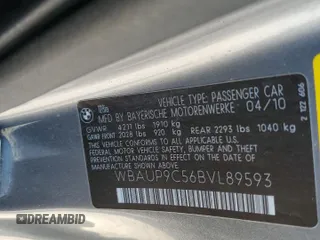 BMW
VEHICLE TYPE: PASSENGER CAR
MFD BY BAYERISCHE MOTORENWERKE - 04/10
GVWR 4211 lbs 1910 kg
GAWR FRONT 2028 lbs 920 kg REAR 2293 lbs 1040 kg
THIS VEHICLE CONFORMS TO ALL APPLICABLE
FEDERAL MOTOR VEHICLE SAFETY, BUMPER,
AND THEFT PREVENTION STANDARDS IN EFFECT
ON THE DATE OF MANUFACTURE SHOWN ABOVE.
WBAUP9C56BVL89593
DREAMBID